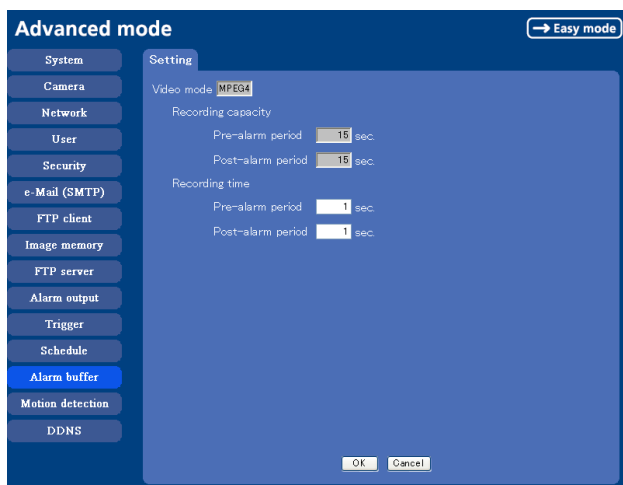 Advanced mode
→ Easy mode
System
Camera
Network
User
Security
e-Mail (SMTP)
FTP client
Image memory
FTP server
Alarm output
Trigger
Schedule
Alarm buffer
Motion detection
DDNS
Setting
Video mode MPEG4
Recording capacity
Pre-alarm period 15 sec.
Post-alarm period 15 sec.
Recording time
Pre-alarm period 1 sec.
Post-alarm period 1 sec.
OK Cancel